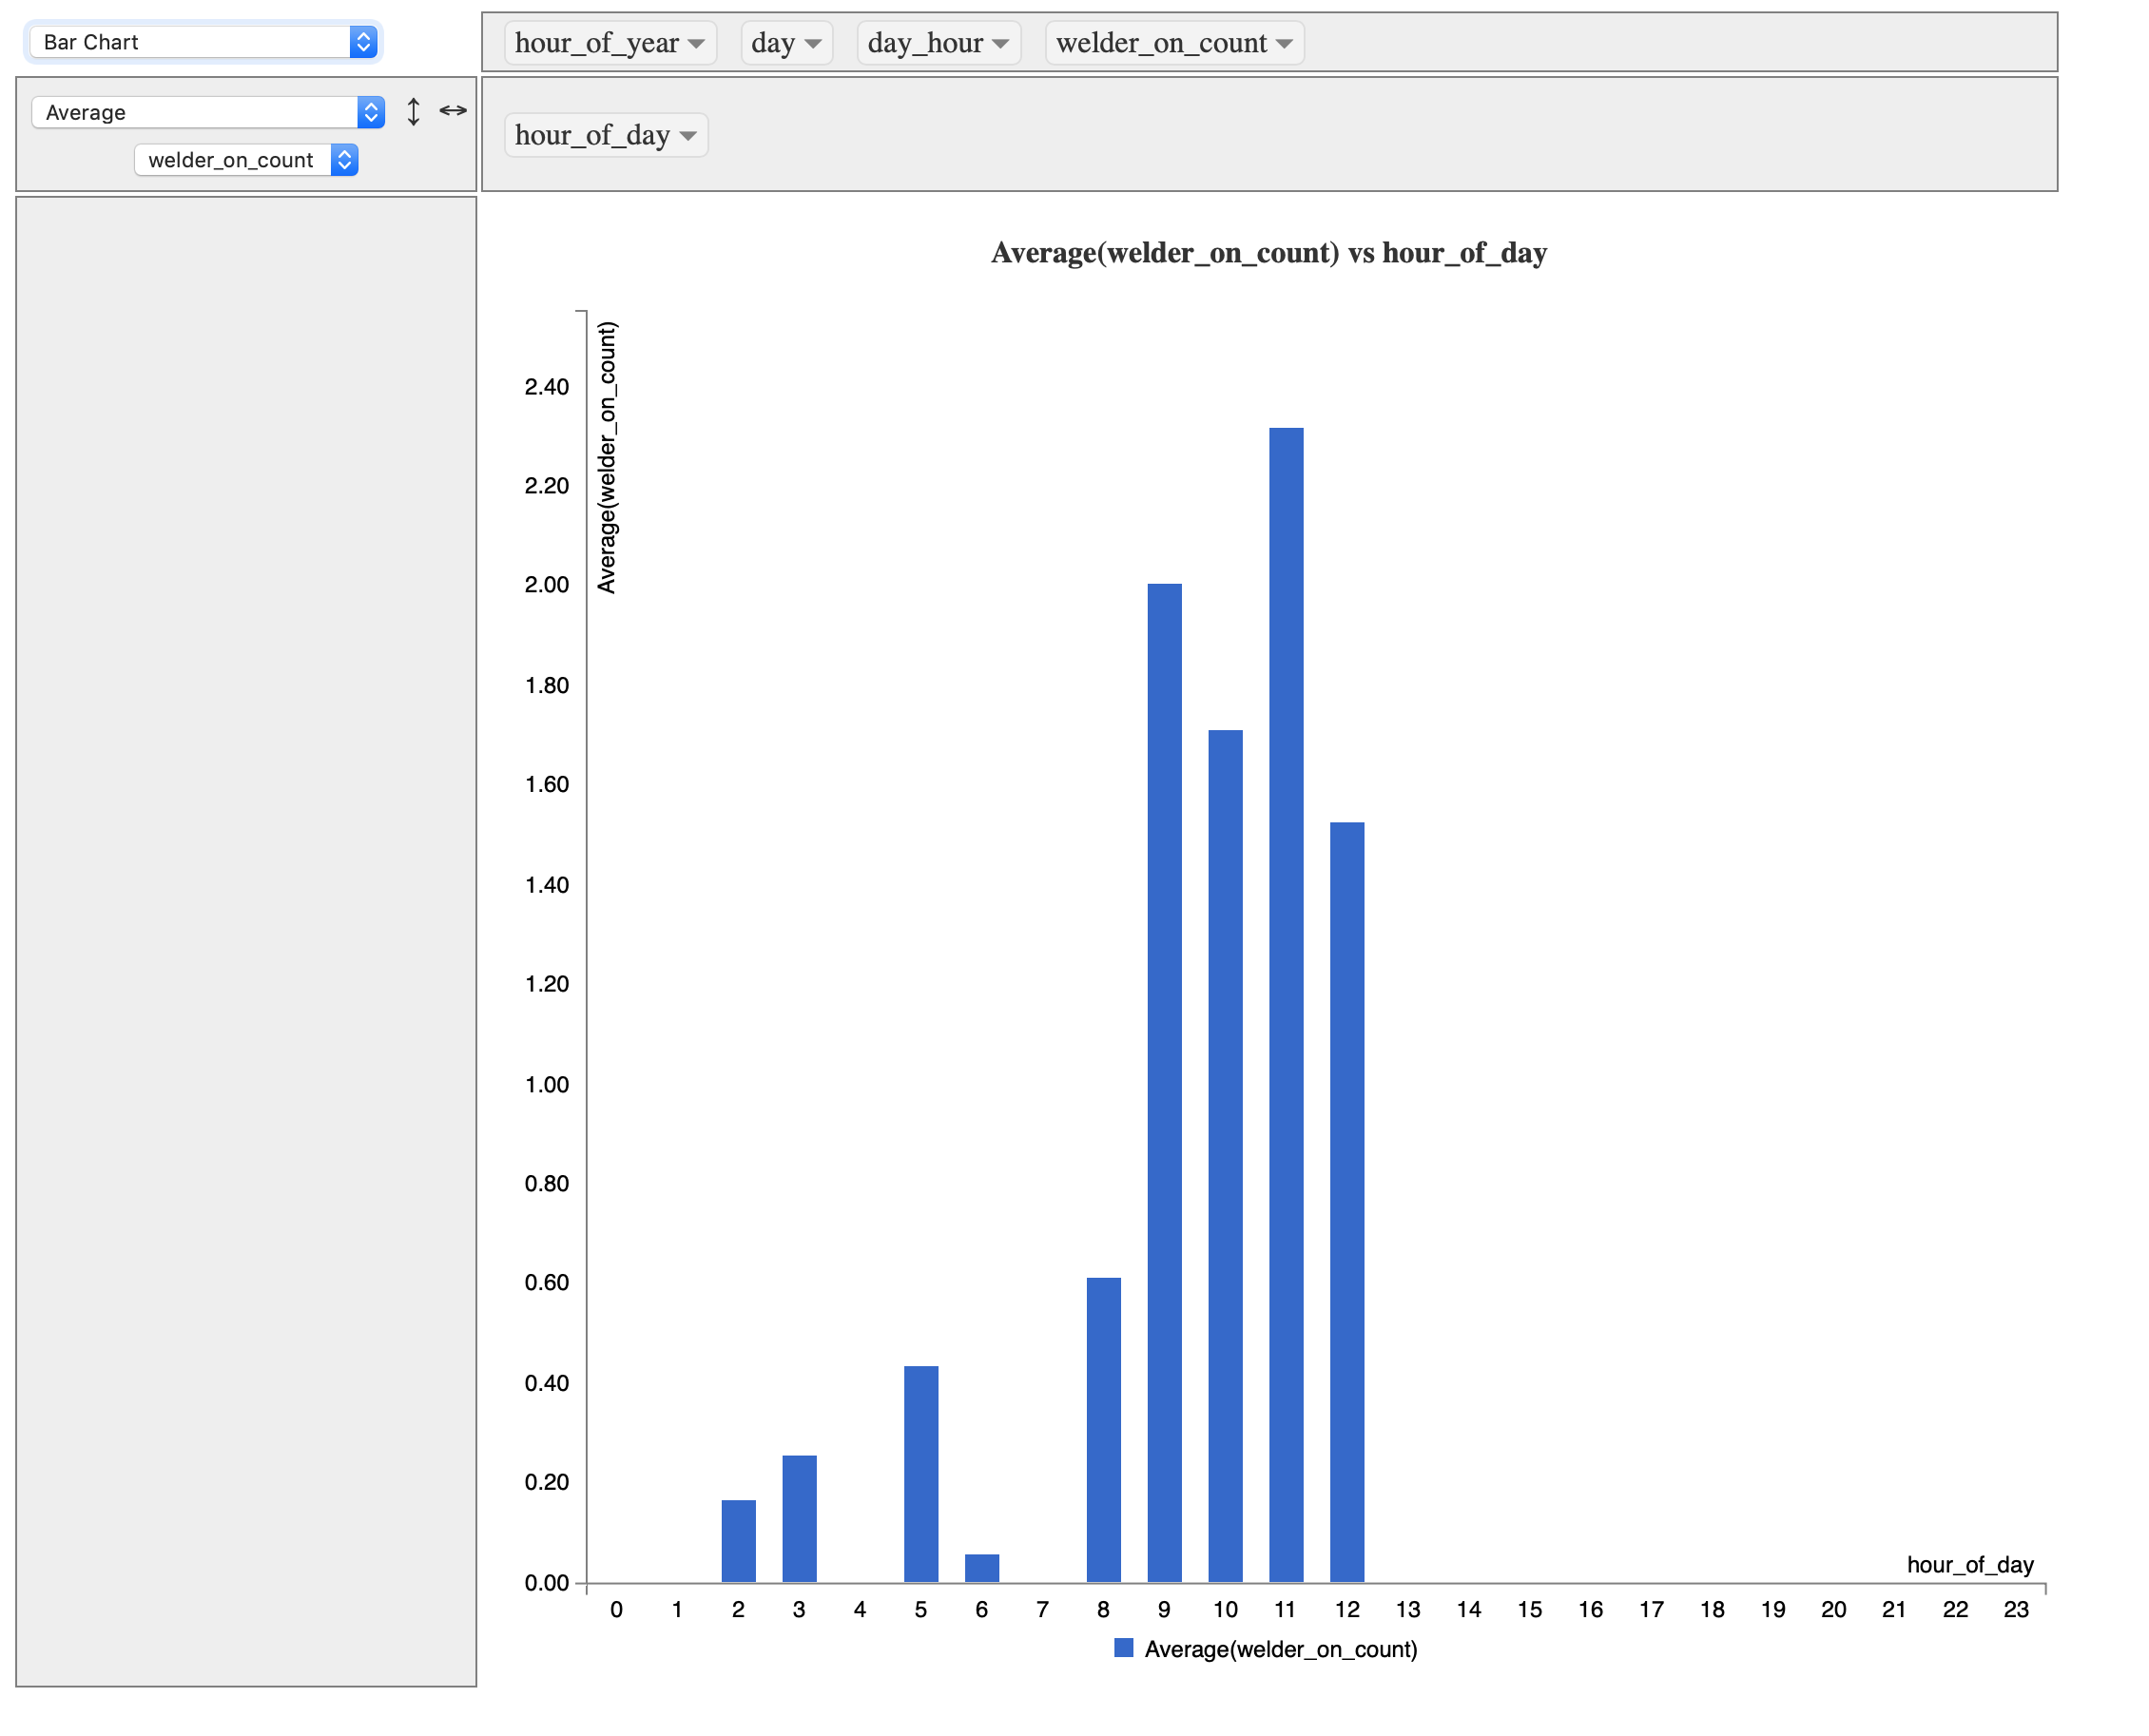 Bar Chart
hour_of_year day day_hour welder_on_count
Average
welder_on_count
hour_of_day
Average(welder_on_count) vs hour_of_day
Average(welder_on_count)
2.40
2.20
2.00
1.80
1.60
1.40
1.20
1.00
0.80
0.60
0.40
0.20
0.00
hour_of_day
0 1 2 3 4 5 6 7 8 9 10 11 12 13 14 15 16 17 18 19 20 21 22 23
Average(welder_on_count)